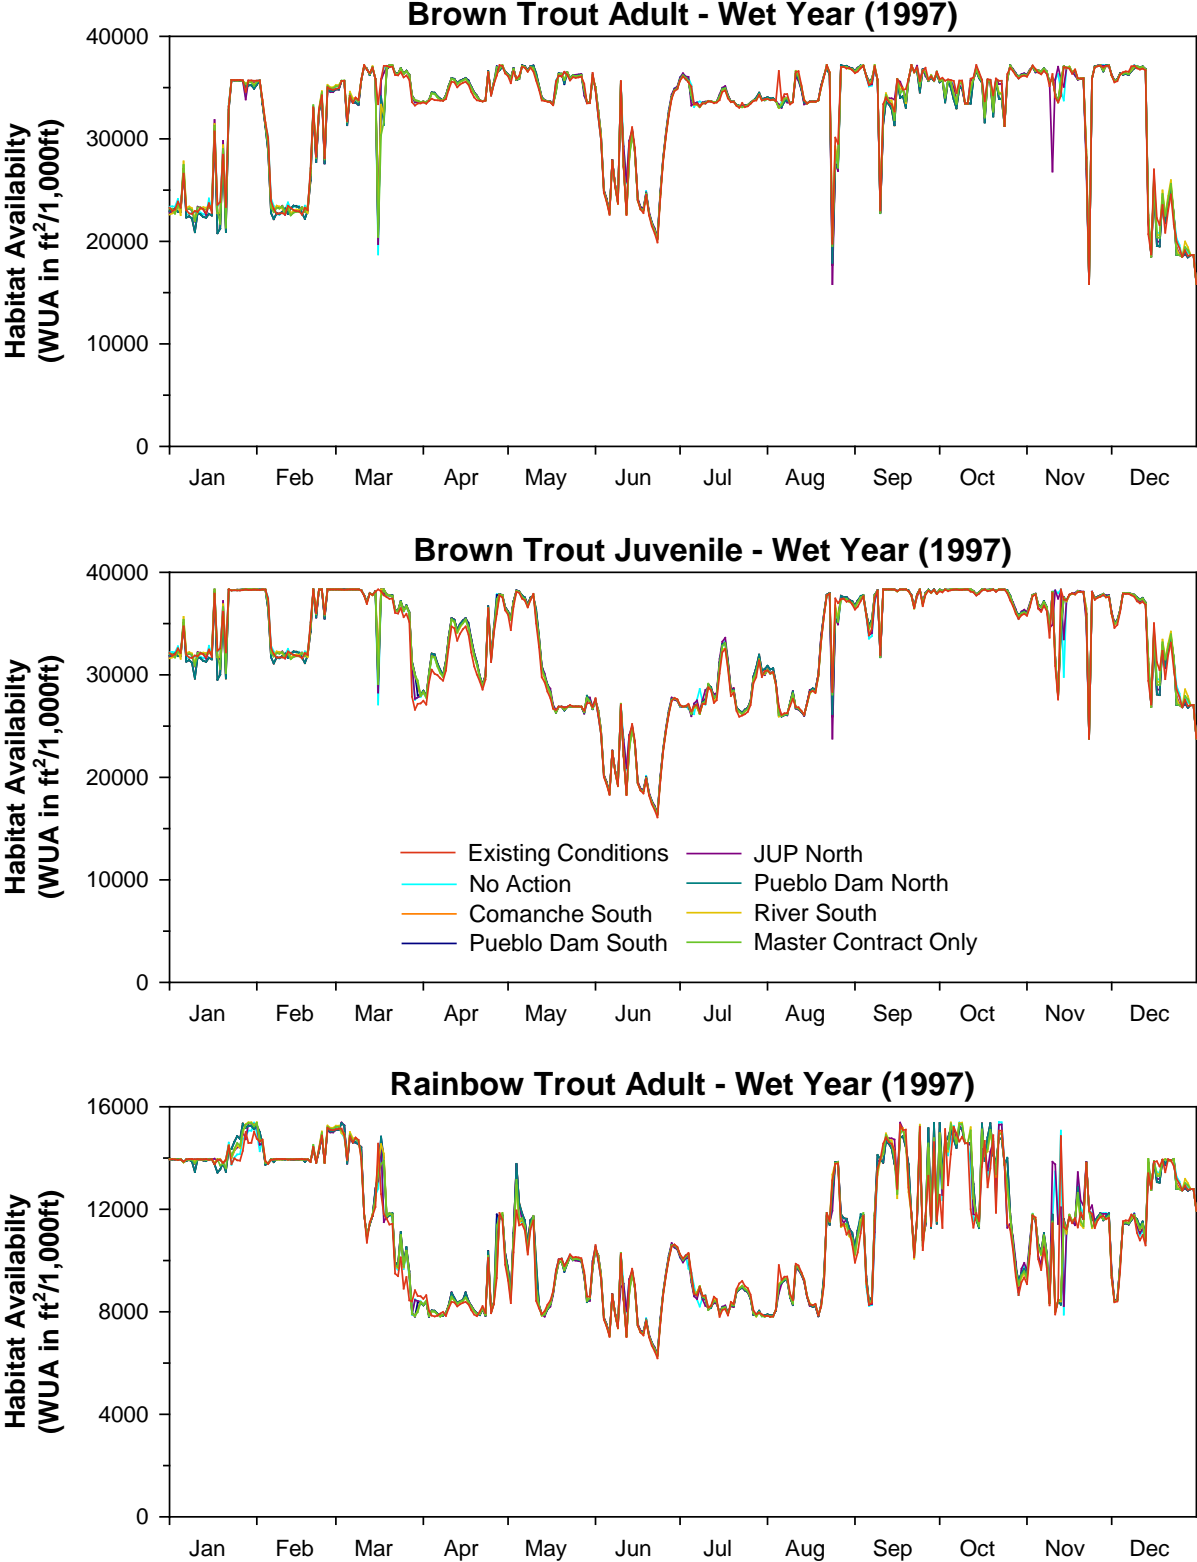 Brown Trout Adult - Wet Year (1997)
Habitat Availabilty
(WUA in ft²/1,000ft)
40000
30000
20000
10000
0
Jan Feb Mar Apr May Jun Jul Aug Sep Oct Nov Dec
Brown Trout Juvenile - Wet Year (1997)
Habitat Availabilty
(WUA in ft²/1,000ft)
40000
30000
20000
10000
0
Existing Conditions
No Action
Comanche South
Pueblo Dam South
JUP North
Pueblo Dam North
River South
Master Contract Only
Jan Feb Mar Apr May Jun Jul Aug Sep Oct Nov Dec
Rainbow Trout Adult - Wet Year (1997)
Habitat Availabilty
(WUA in ft²/1,000ft)
16000
12000
8000
4000
0
Jan Feb Mar Apr May Jun Jul Aug Sep Oct Nov Dec